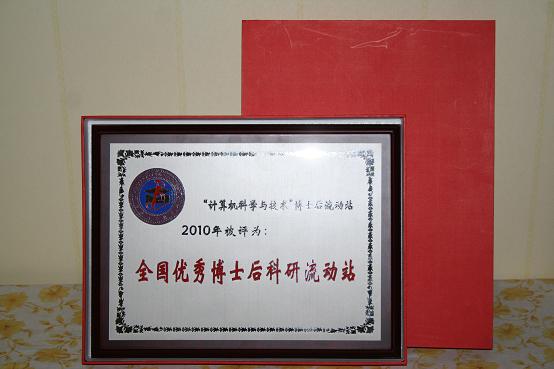 “计算机科学与技术”博士后流动站
2010年被评为：
全国优秀博士后科研流动站